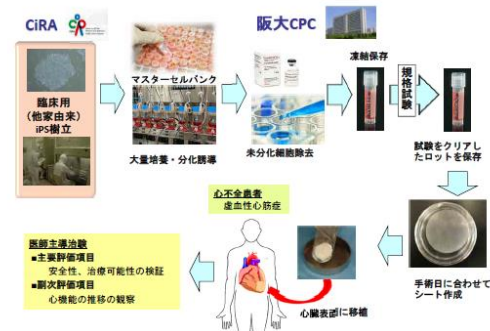 CiRA
阪大CPC
臨床用
(他家由来)
iPS樹立
マスターセルバンク
大量培養・分化誘導
未分化細胞除去
凍結保存
規格試験
試験をクリアし
たロットを保存
手術日に合わせて
シート作成
心不全患者
虚血性心筋症
心臓表面に移植
医師主導治験
■主要評価項目
安全性、治療可能性の検証
■副次評価項目
心機能の推移の観察